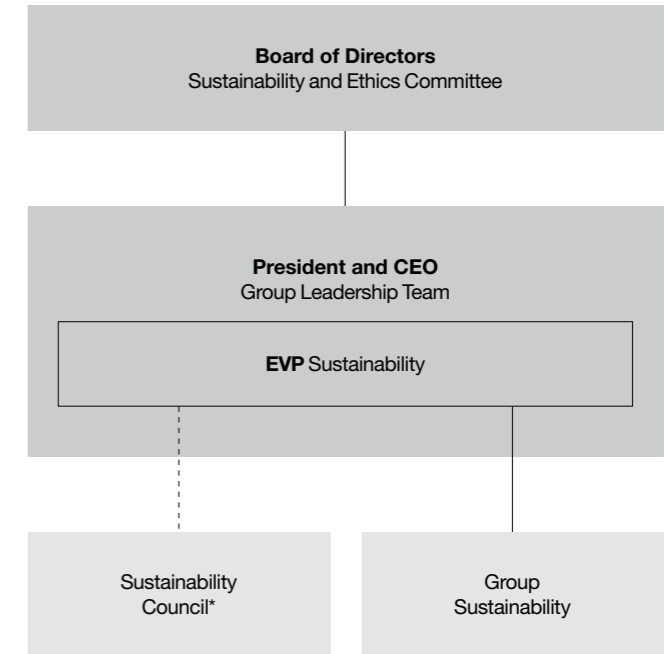 Board of Directors
Sustainability and Ethics Committee
President and CEO
Group Leadership Team
EVP Sustainability
Sustainability
Council*
Group
Sustainability